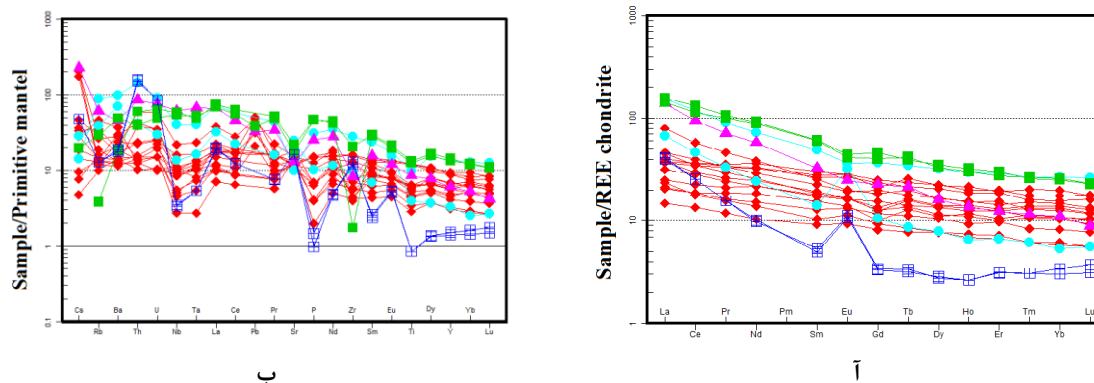 Sample/Primitive mantel
1000
100
10
1
0.1
Cs Ba Th U Nb Ta La Ce Pb Pr Sr P Nd Zr Sm Eu Ti Dy Y Yb Lu
Rb
ب
Sample/REE chondrite
1000
100
10
1
La Pr Pm Eu Tb Ho Tm Lu
Ce Nd Sm Gd Dy Er Yb
آ